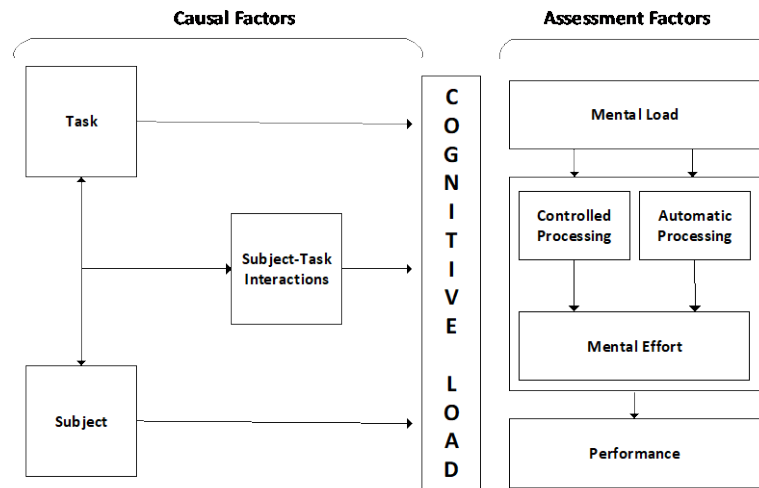 Causal Factors
Assessment Factors
Task
Subject-Task
Interactions
Subject
C
O
G
N
I
T
I
V
E
L
O
A
D
Mental Load
Controlled
Processing
Automatic
Processing
Mental Effort
Performance